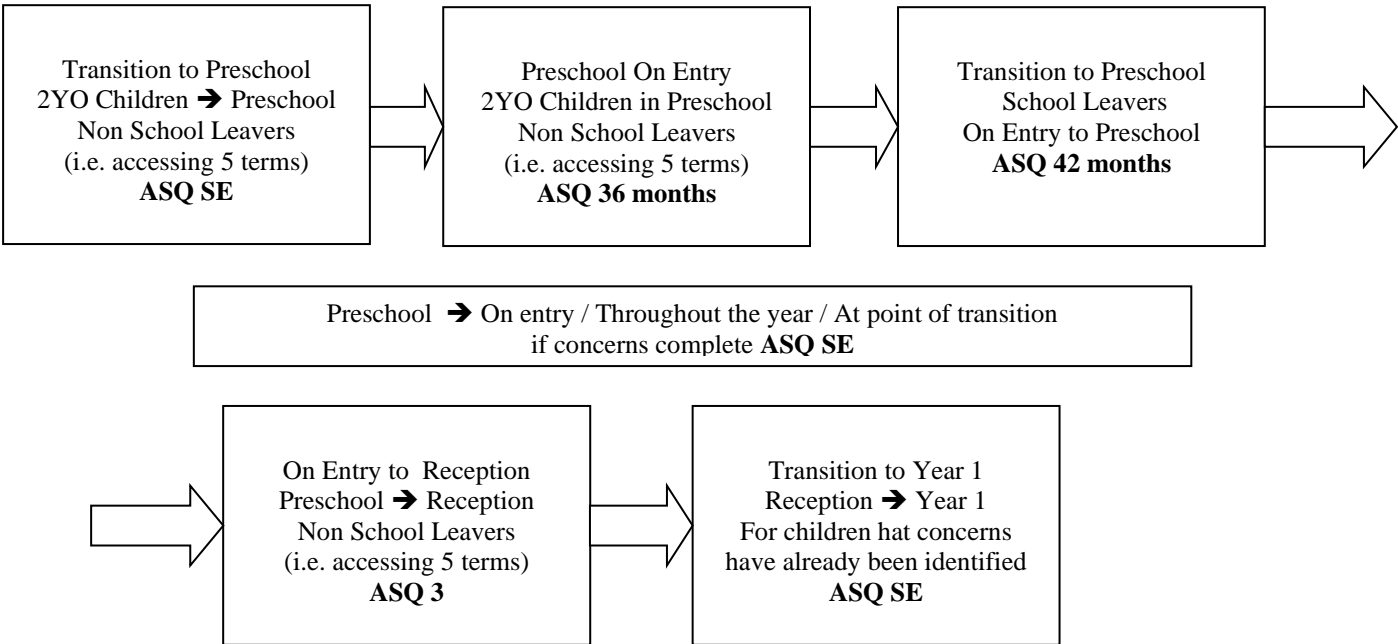 Transition to Preschool
2YO Children ➔ Preschool
Non School Leavers
(i.e. accessing 5 terms)
ASQ SE
Preschool On Entry
2YO Children in Preschool
Non School Leavers
(i.e. accessing 5 terms)
ASQ 36 months
Transition to Preschool
School Leavers
On Entry to Preschool
ASQ 42 months
Preschool ➔ On entry / Throughout the year / At point of transition
if concerns complete ASQ SE
On Entry to Reception
Preschool ➔ Reception
Non School Leavers
(i.e. accessing 5 terms)
ASQ 3
Transition to Year 1
Reception ➔ Year 1
For children hat concerns
have already been identified
ASQ SE